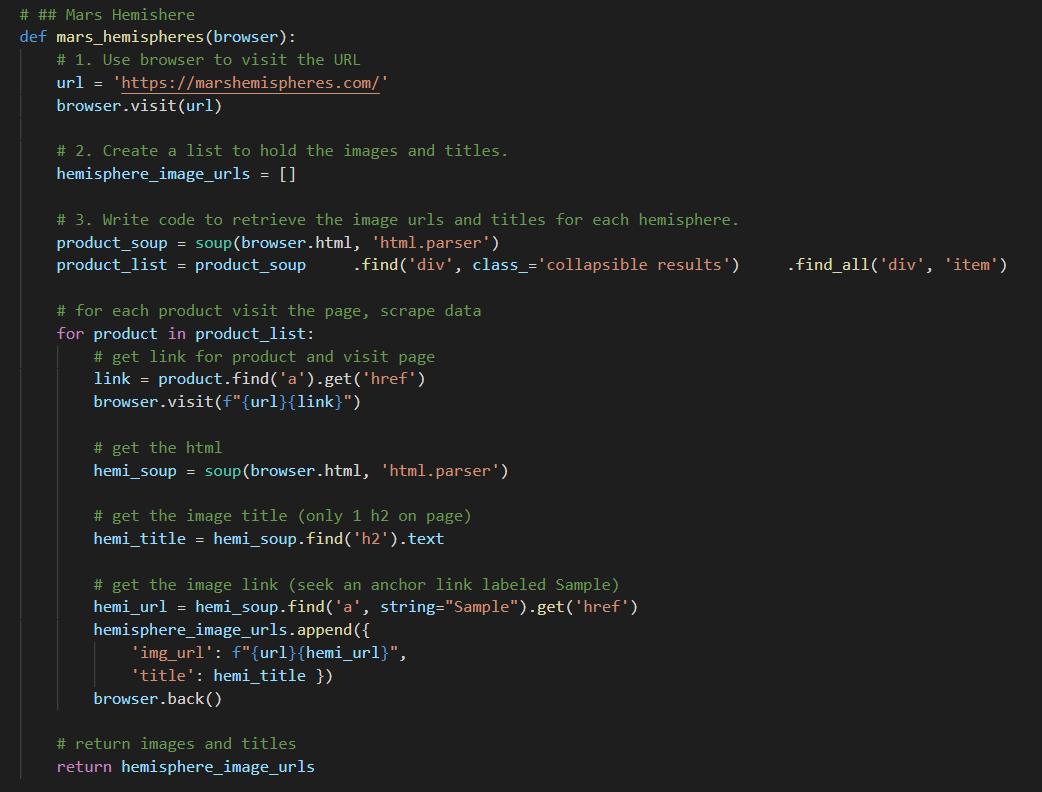 # ## Mars Hemishere
def mars_hemispheres(browser):
    # 1. Use browser to visit the URL
    url = 'https://marshemispheres.com/'
    browser.visit(url)

    # 2. Create a list to hold the images and titles.
    hemisphere_image_urls = []

    # 3. Write code to retrieve the image urls and titles for each hemisphere.
    product_soup = soup(browser.html, 'html.parser')
    product_list = product_soup     .find('div', class_='collapsible results')     .find_all('div', 'item')

    # for each product visit the page, scrape data
    for product in product_list:
        # get link for product and visit page
        link = product.find('a').get('href')
        browser.visit(f"{url}{link}")

        # get the html
        hemi_soup = soup(browser.html, 'html.parser')

        # get the image title (only 1 h2 on page)
        hemi_title = hemi_soup.find('h2').text

        # get the image link (seek an anchor link labeled Sample)
        hemi_url = hemi_soup.find('a', string="Sample").get('href')
        hemisphere_image_urls.append({
            'img_url': f"{url}{hemi_url}",
            'title': hemi_title })
        browser.back()

    # return images and titles
    return hemisphere_image_urls